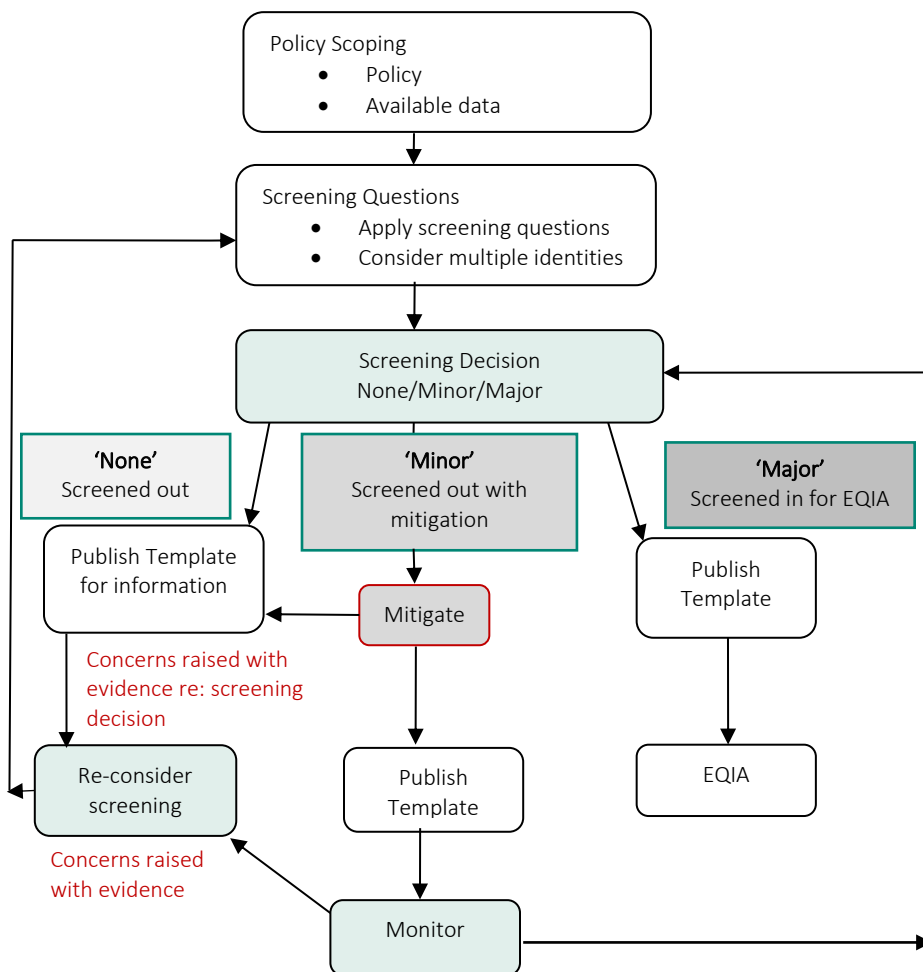 Policy Scoping
• Policy
• Available data
Screening Questions
• Apply screening questions
• Consider multiple identities
Screening Decision
None/Minor/Major
'None'
Screened out
'Minor'
Screened out with
mitigation
'Major'
Screened in for EQIA
Publish Template
for information
Mitigate
Publish
Template
Concerns raised with
evidence re: screening
decision
Re-consider
screening
Publish
Template
EQIA
Concerns raised
with evidence
Monitor